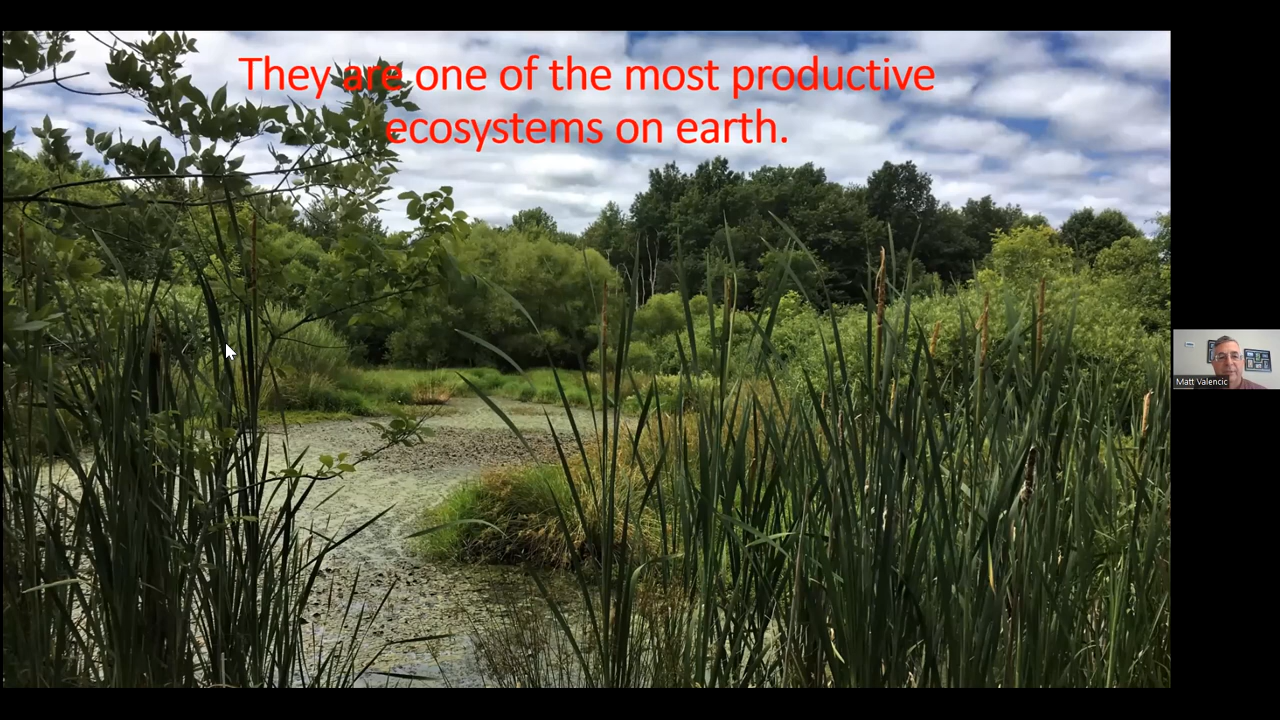 They are one of the most productive
ecosystems on earth.
Matt Valencic